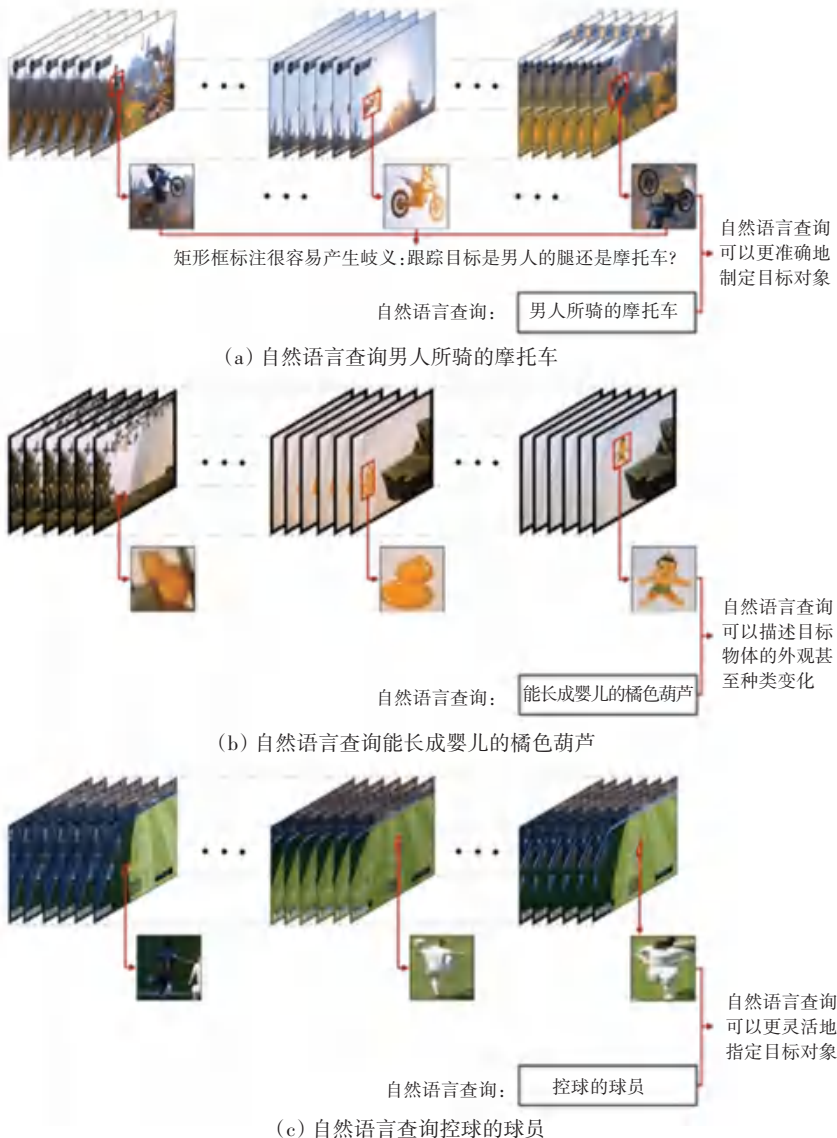 矩形框标注很容易产生歧义:跟踪目标是男人的腿还是摩托车?
自然语言查询
可以更准确地
制定目标对象
自然语言查询: 男人所骑的摩托车
(a) 自然语言查询男人所骑的摩托车
自然语言查询
可以描述目标
物体的外观甚
至种类变化
自然语言查询: 能长成婴儿的橘色葫芦
(b) 自然语言查询能长成婴儿的橘色葫芦
自然语言查询
可以更灵活地
指定目标对象
自然语言查询: 控球的球员
(c) 自然语言查询控球的球员